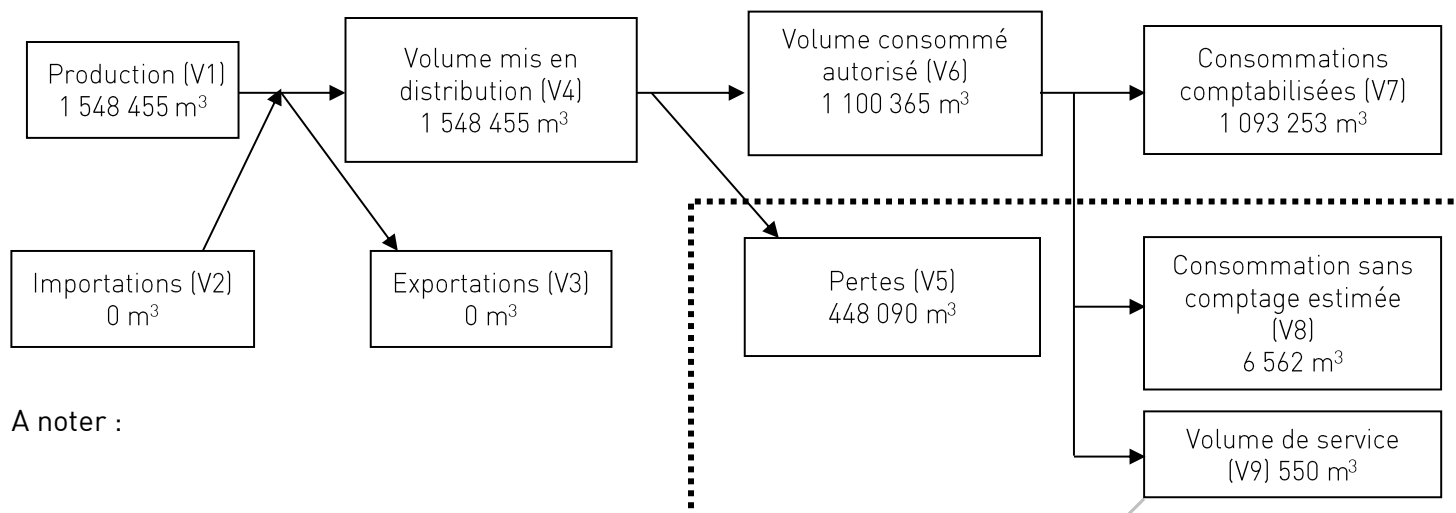 Production (V1)
1 548 455 m³
Volume mis en
distribution (V4)
1 548 455 m³
Volume consommé
autorisé (V6)
1 100 365 m³
Consommations
comptabilisées (V7)
1 093 253 m³
Importations (V2)
0 m³
Exportations (V3)
0 m³
Pertes (V5)
448 090 m³
Consommation sans
comptage estimée
(V8)
6 562 m³
Volume de service
(V9) 550 m³
A noter :